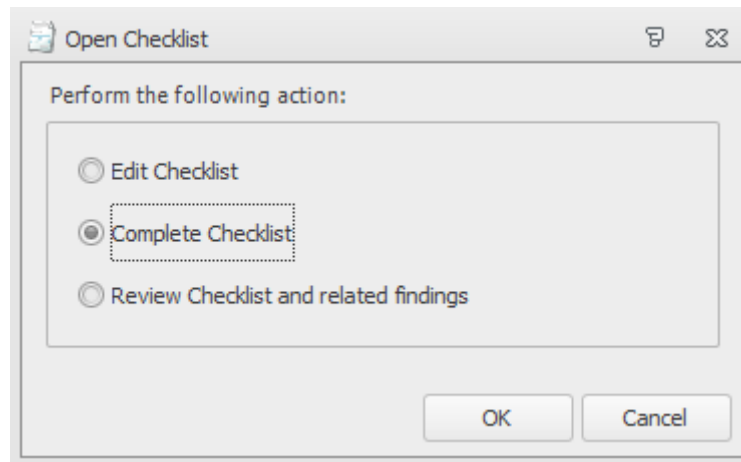 Open Checklist
Perform the following action:
Edit Checklist
Complete Checklist
Review Checklist and related findings
OK Cancel